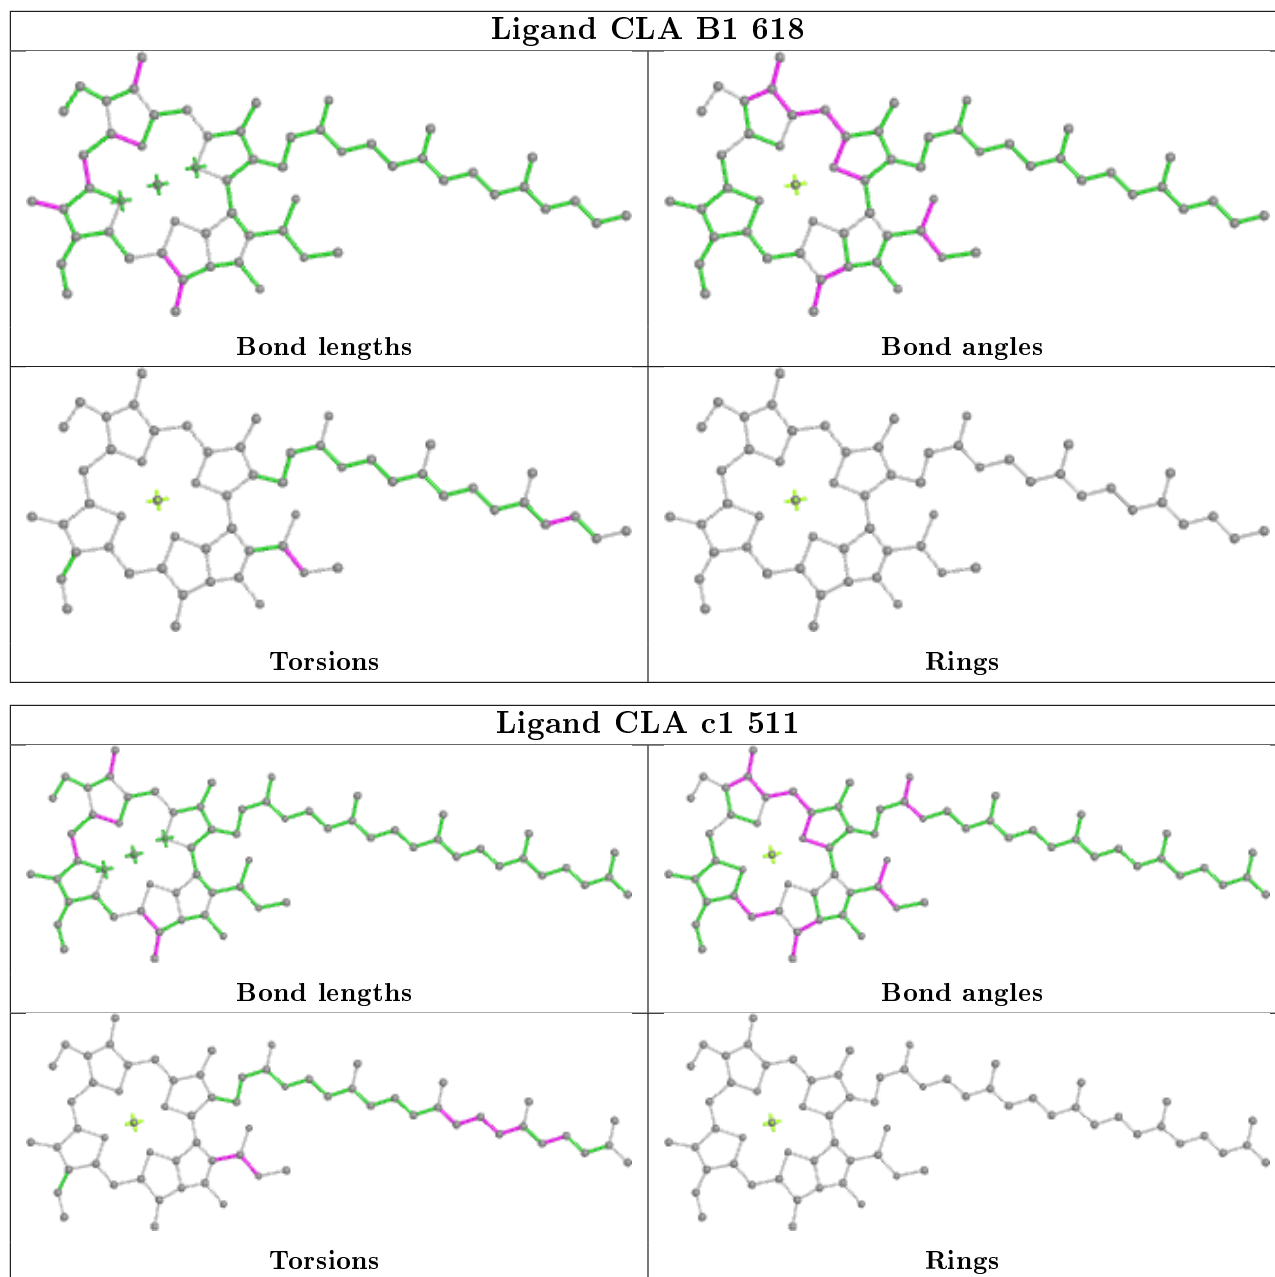 Ligand CLA B1 618
Bond lengths
Bond angles
Torsions
Rings
Ligand CLA c1 511
Bond lengths
Bond angles
Torsions
Rings